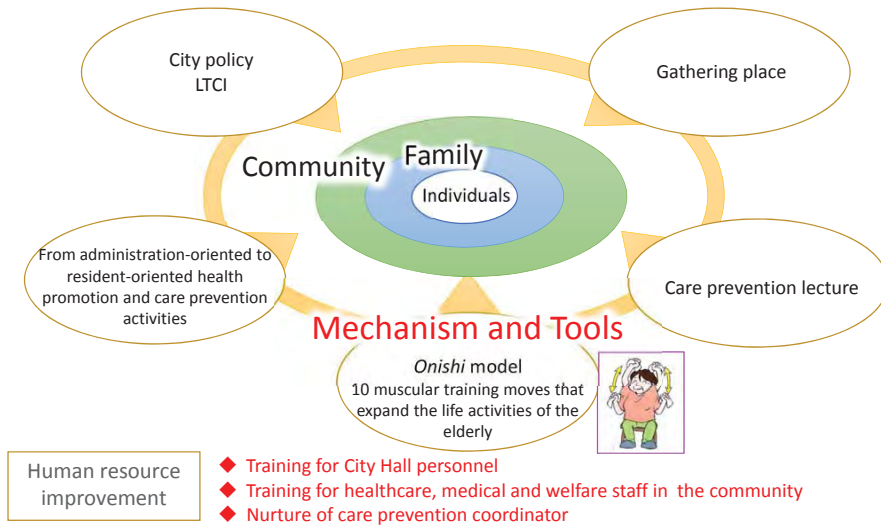 City policy
LTCI
Gathering place
Community
Family
Individuals
From administration-oriented to
resident-oriented health
promotion and care prevention
activities
Care prevention lecture
Mechanism and Tools
Onishi model
10 muscular training moves that
expand the life activities of the
elderly
Human resource
improvement
◆ Training for City Hall personnel
◆ Training for healthcare, medical and welfare staff in the community
◆ Nurture of care prevention coordinator